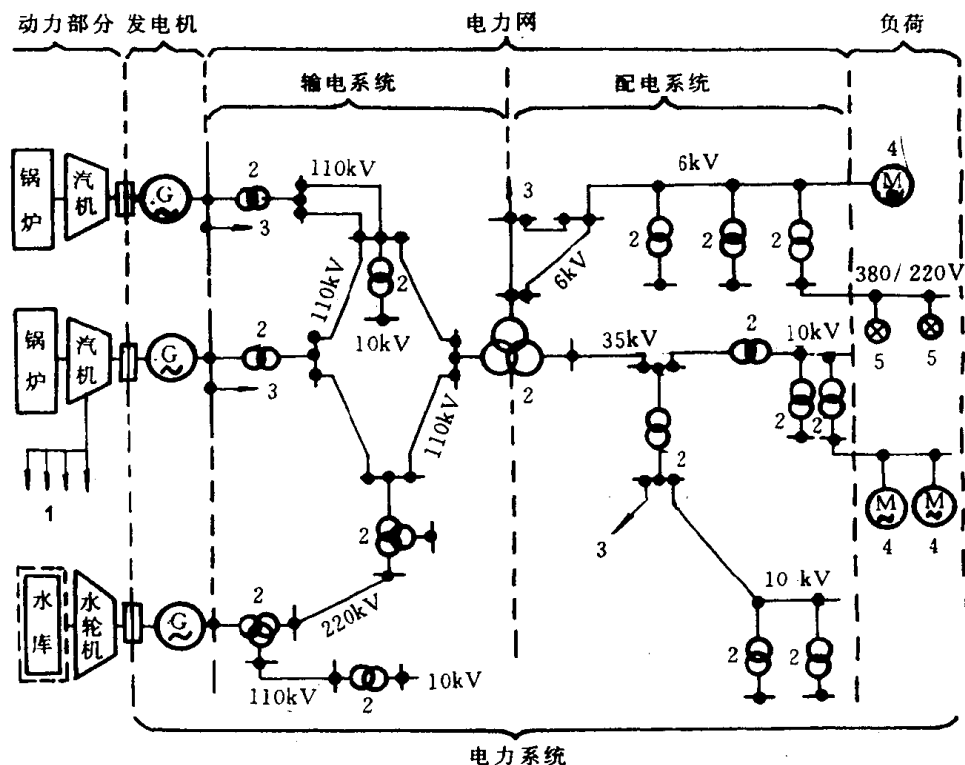 动力部分 发电机 电力网 负荷
输电系统 配电系统
锅炉 汽机 G 2 110kV 3 6kV 4 M
3 2 2 2 2
110kV 6kV 380/220V
10kV 5 5
锅炉 汽机 G 2 35kV 2 10kV
3 2 2 2
110kV 2
1 M M
3 4 4
2
水库 水轮机 G 2 220kV 10 kV
2 2
110kV 2 10kV
电力系统